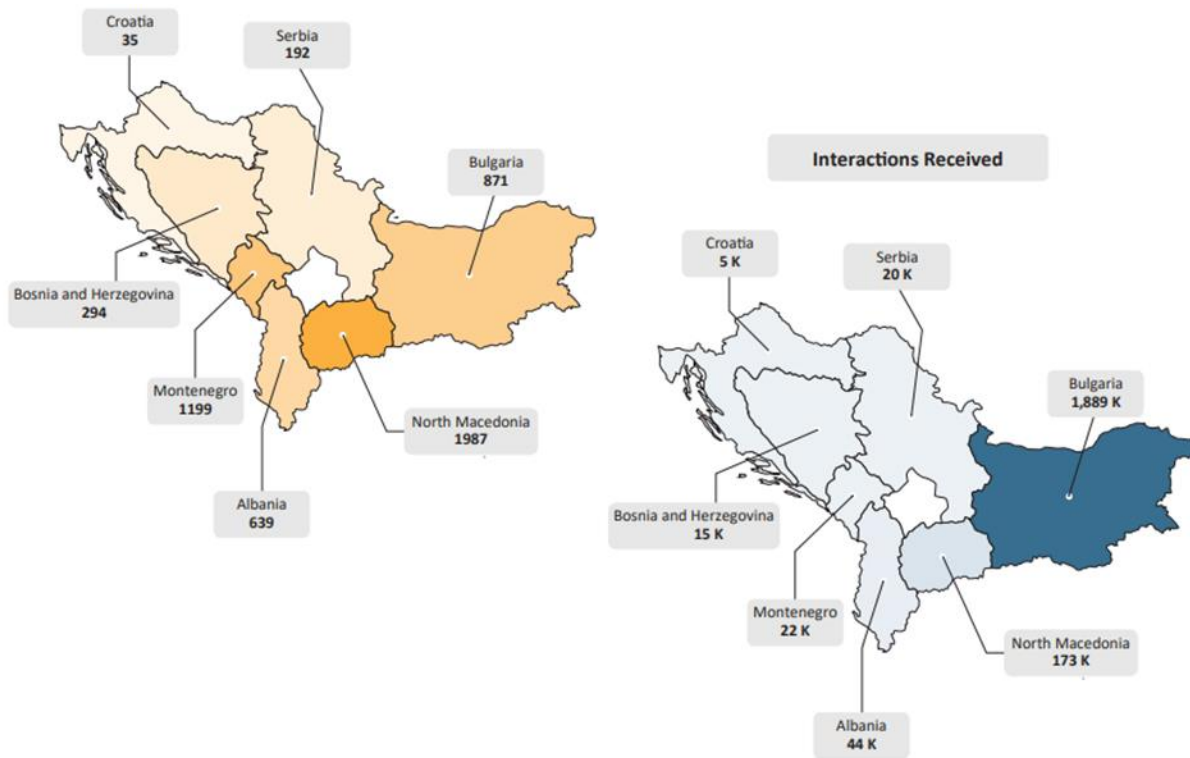 Croatia
35
Serbia
192
Bulgaria
871
Bosnia and Herzegovina
294
Montenegro
1199
North Macedonia
1987
Albania
639
Interactions Received
Croatia
5 K
Serbia
20 K
Bulgaria
1,889 K
Bosnia and Herzegovina
15 K
Montenegro
22 K
North Macedonia
173 K
Albania
44 K